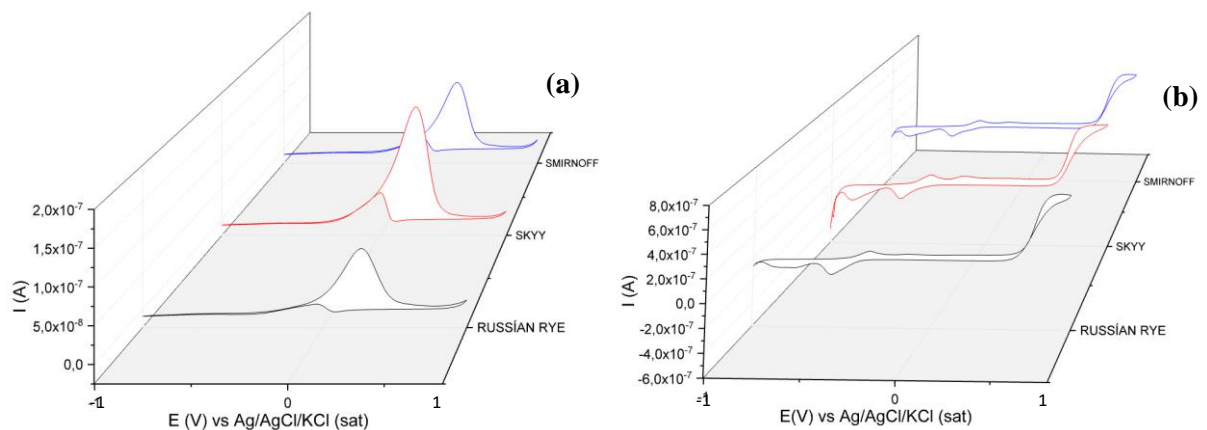 (a)
SMIRNOFF
SKYY
RUSSÍAN RYE
2,0x10⁻⁷
1,5x10⁻⁷
1,0x10⁻⁷
5,0x10⁻⁸
0,0
I (A)
-1
0
1
E (V) vs Ag/AgCl/KCl (sat)
(b)
SMIRNOFF
SKYY
RUSSÍAN RYE
8,0x10⁻⁷
6,0x10⁻⁷
4,0x10⁻⁷
2,0x10⁻⁷
0,0
-2,0x10⁻⁷
-4,0x10⁻⁷
-6,0x10⁻⁷
I (A)
-1
0
1
E(V) vs Ag/AgCl/KCl (sat)